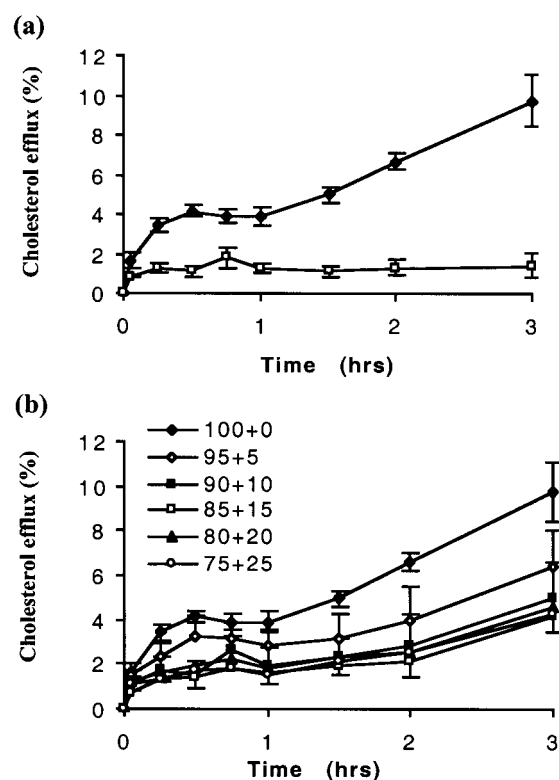 (a)
Cholesterol efflux (%)
12
10
8
6
4
2
0
0 1 2 3
Time (hrs)
(b)
Cholesterol efflux (%)
12
10
8
6
4
2
0
100+0
95+5
90+10
85+15
80+20
75+25
0 1 2 3
Time (hrs)